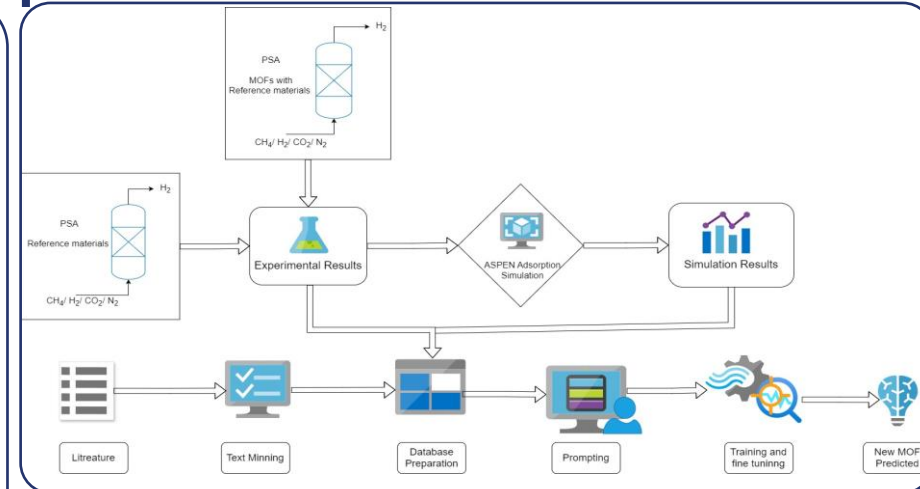 H2
PSA
MOFs with
Reference materials
CH4/ H2/ CO2/ N2
H2
PSA
Reference materials
CH4/ H2/ CO2/ N2
Experimental Results
ASPEN Adsorption
Simulation
Simulation Results
Litreature
Text Minning
Database
Preparation
Prompting
Training and
fine tuninng
New MOF
Predicted